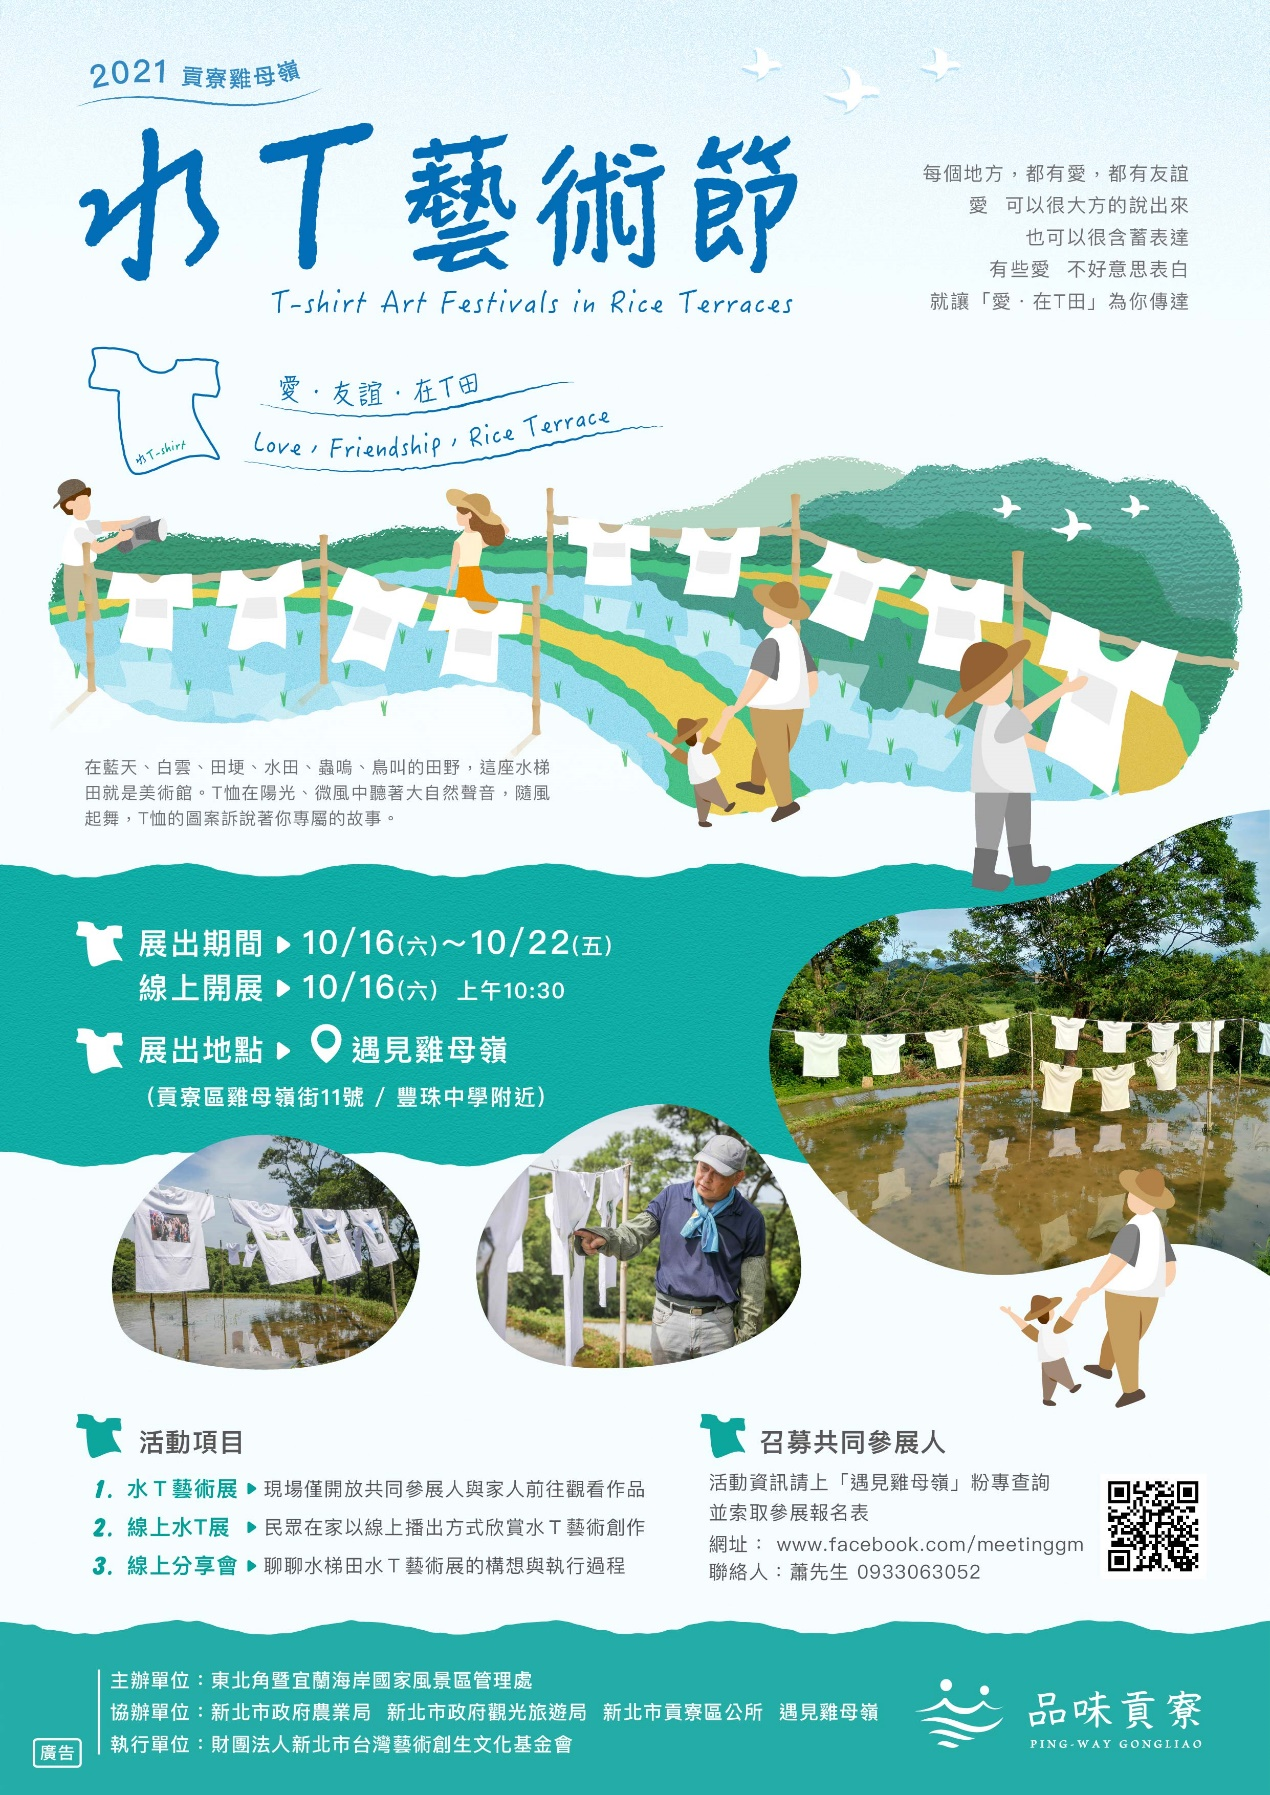 2021 貢寮雞母嶺
水T藝術節
T-shirt Art Festivals in Rice Terraces
每個地方，都有愛，都有友誼
愛 可以很大方的說出來
也可以很含蓄表達
有些愛 不好意思表白
就讓「愛·在T田」為你傳達
水T-shirt
愛·友誼·在T田
Love, Friendship, Rice Terrace
在藍天、白雲、田埂、水田、蟲鳴、鳥叫的田野，這座水梯
田就是美術館。T恤在陽光、微風中聽著大自然聲音，隨風
起舞，T恤的圖案訴說著你專屬的故事。
展出期間 ▶ 10/16(六)～10/22(五)
線上開展 ▶ 10/16(六) 上午10:30
展出地點 ▶ 遇見雞母嶺
（貢寮區雞母嶺街11號 / 豐珠中學附近）
活動項目
1. 水T藝術展 ▶ 現場僅開放共同參展人與家人前往觀看作品
2. 線上水T展 ▶ 民眾在家以線上播出方式欣賞水T藝術創作
3. 線上分享會 ▶ 聊聊水梯田水T藝術展的構想與執行過程
召募共同參展人
活動資訊請上「遇見雞母嶺」粉專查詢
並索取參展報名表
網址： www.facebook.com/meetinggm
聯絡人：蕭先生 0933063052
主辦單位：東北角暨宜蘭海岸國家風景區管理處
協辦單位：新北市政府農業局 新北市政府觀光旅遊局 新北市貢寮區公所 遇見雞母嶺
執行單位：財團法人新北市台灣藝術創生文化基金會
廣告
品味貢寮
PING-WAY GONGLIAO